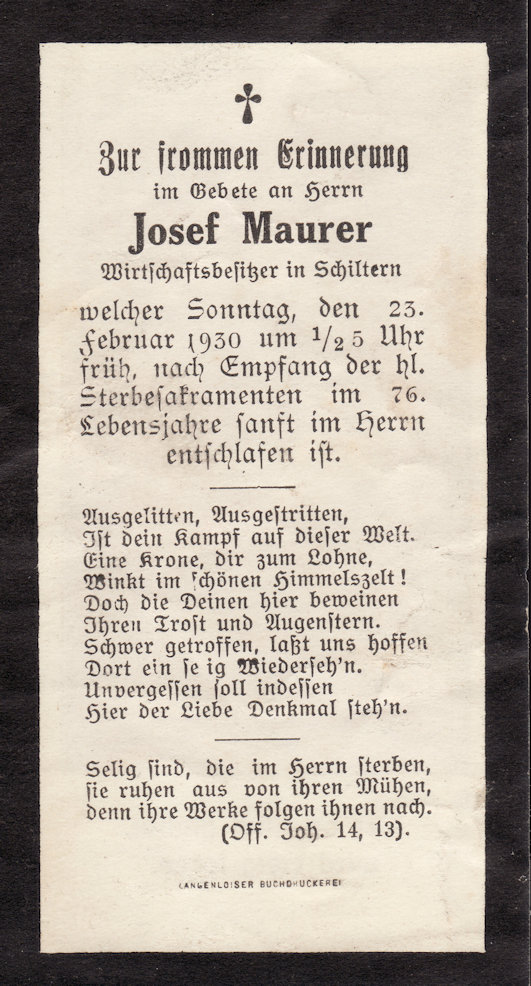 Zur frommen Erinnerung
im Gebete an Herrn
Josef Maurer
Wirtschaftsbesitzer in Schiltern
welcher Sonntag, den 23.
Februar 1930 um 1/2 5 Uhr
früh, nach Empfang der hl.
Sterbesakramenten im 76.
Lebensjahre sanft im Herrn
entschlafen ist.
Ausgelitten, Ausgestritten,
Ist dein Kampf auf dieser Welt.
Eine Krone, dir zum Lohne,
Winkt im schönen Himmelszelt!
Doch die Deinen hier beweinen
Ihren Trost und Augenstern.
Schwer getroffen, laßt uns hoffen
Dort ein se ig Wiederseh'n.
Unvergessen soll indessen
Hier der Liebe Denkmal steh'n.
Selig sind, die im Herrn sterben,
sie ruhen aus von ihren Mühen,
denn ihre Werke folgen ihnen nach.
(Off. Joh. 14, 13).
LANGENLOISER BUCHDRUCKEREI